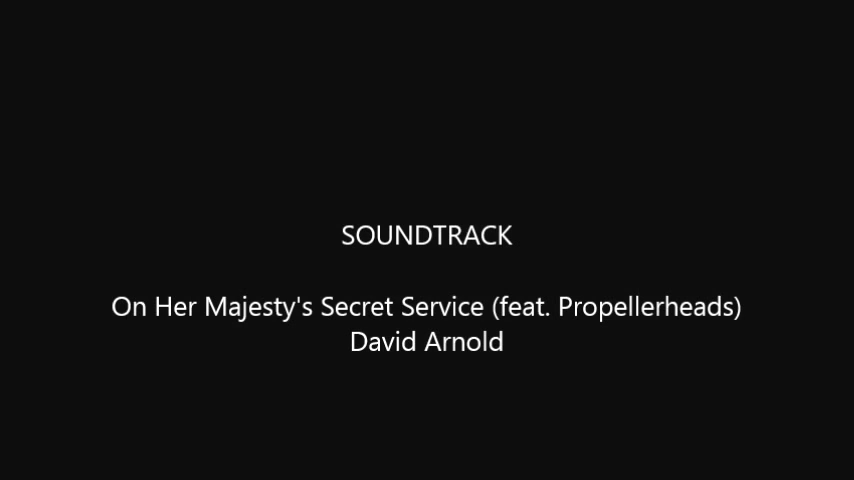 SOUNDTRACK
On Her Majesty's Secret Service (feat. Propellerheads)
David Arnold